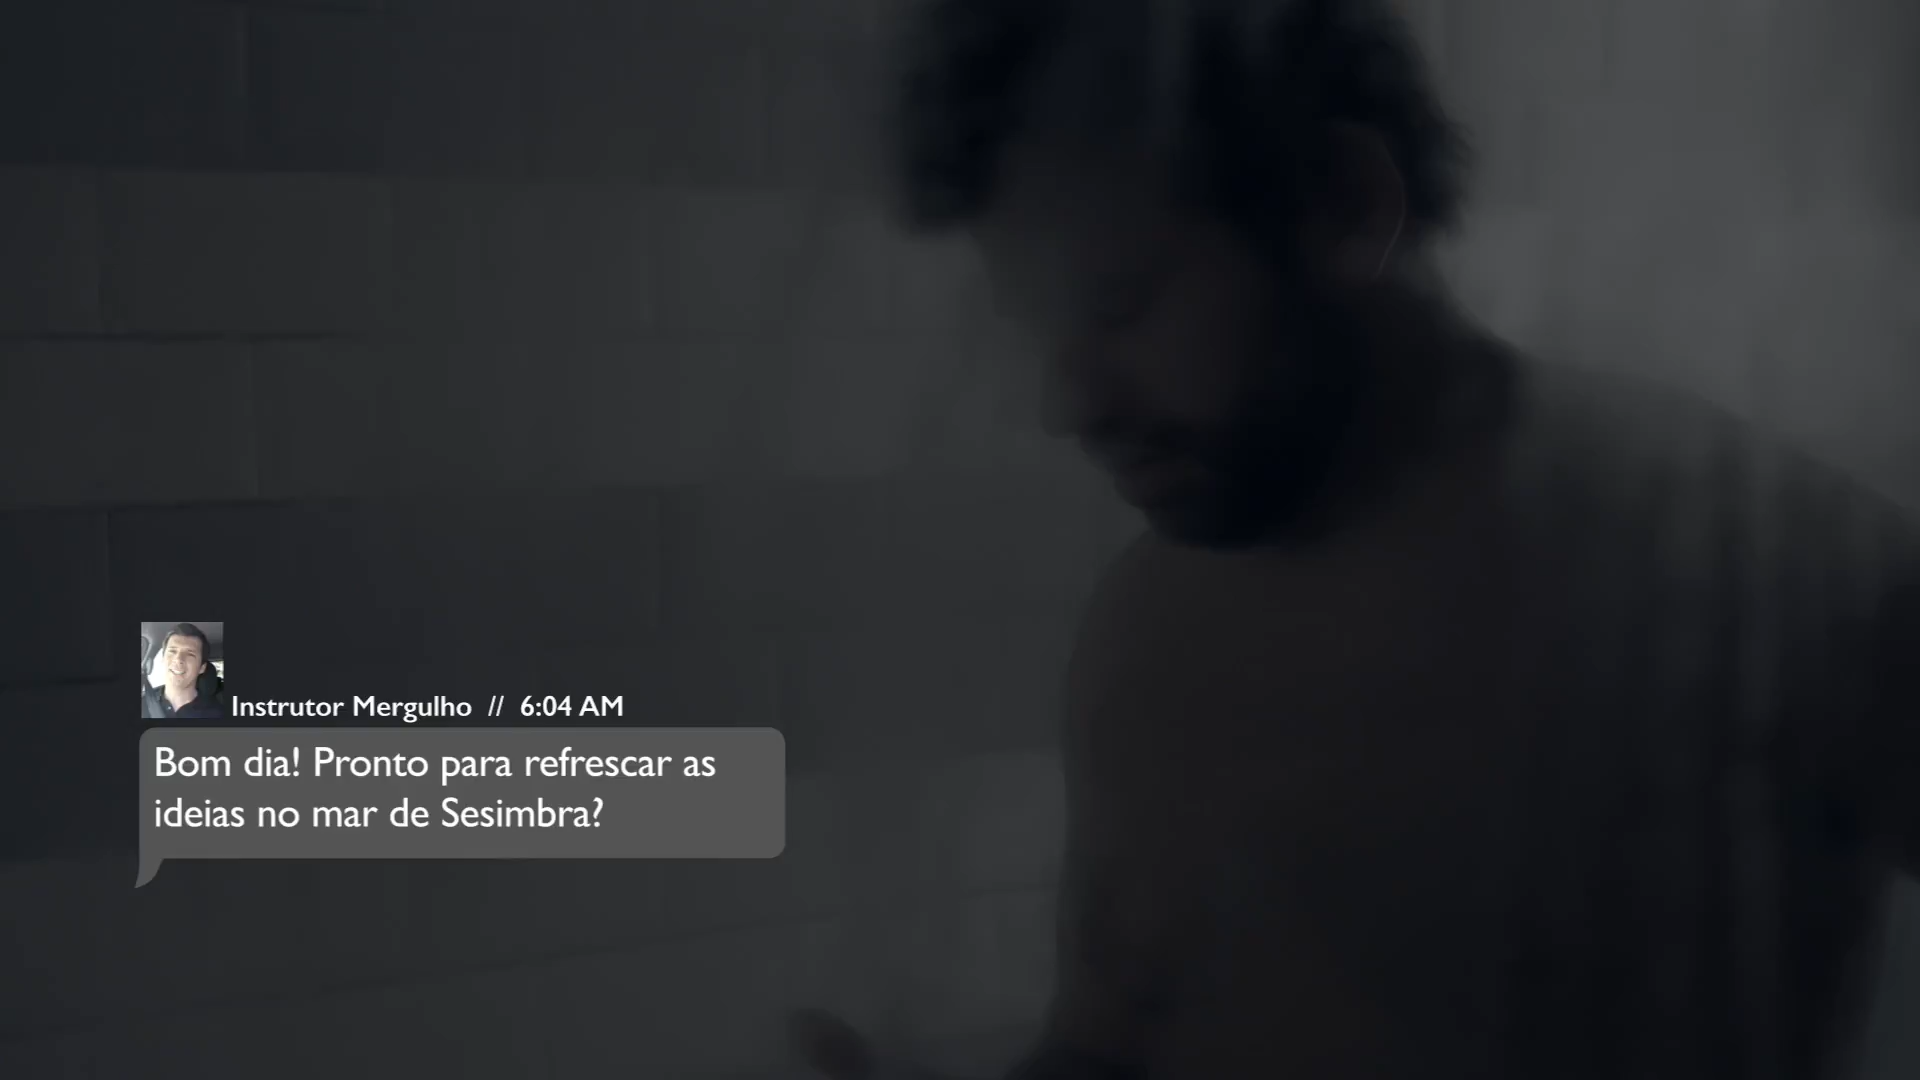 Instrutor Mergulho // 6:04 AM
Bom dia! Pronto para refrescar as
ideias no mar de Sesimbra?